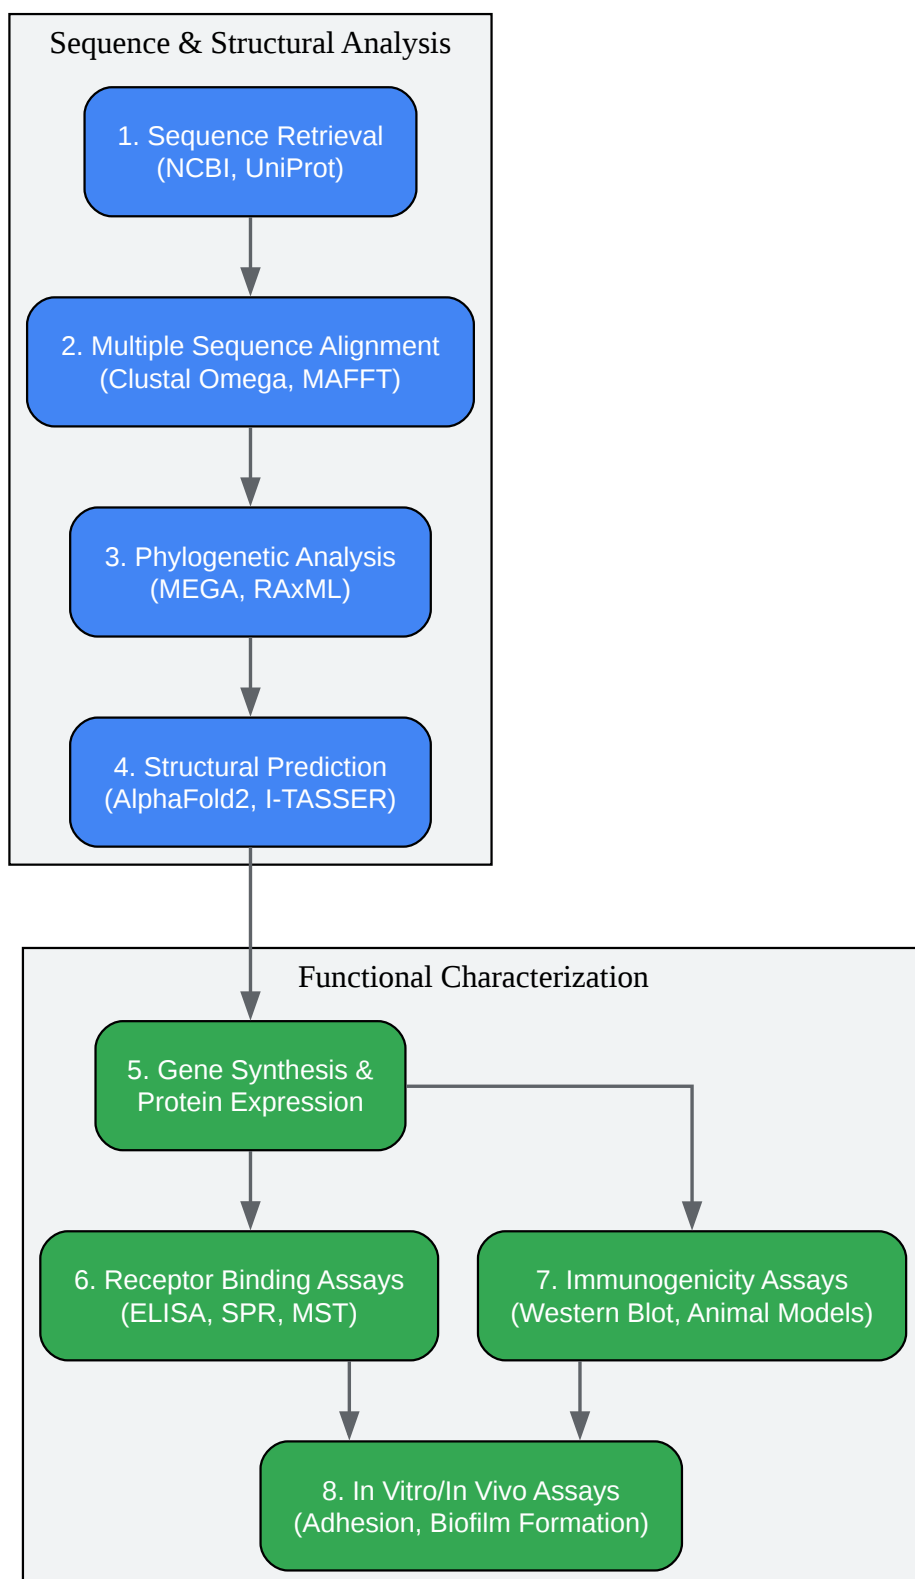 Sequence & Structural Analysis
1. Sequence Retrieval
(NCBI, UniProt)
2. Multiple Sequence Alignment
(Clustal Omega, MAFFT)
3. Phylogenetic Analysis
(MEGA, RAxML)
4. Structural Prediction
(AlphaFold2, I-TASSER)
Functional Characterization
5. Gene Synthesis &
Protein Expression
6. Receptor Binding Assays
(ELISA, SPR, MST)
7. Immunogenicity Assays
(Western Blot, Animal Models)
8. In Vitro/In Vivo Assays
(Adhesion, Biofilm Formation)